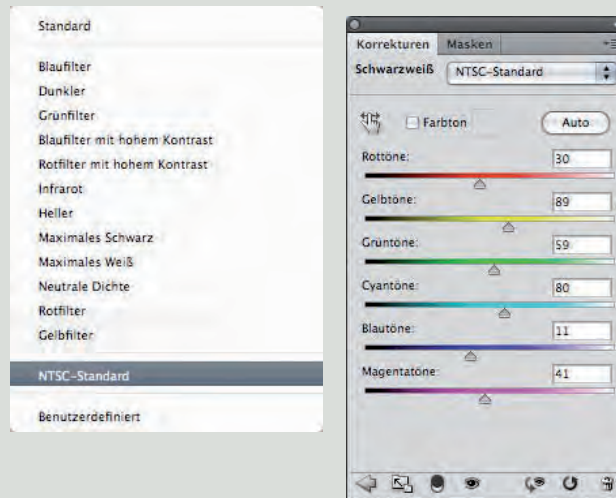 Standard
Blaufilter
Dunkler
Grünfilter
Blaufilter mit hohem Kontrast
Rotfilter mit hohem Kontrast
Infrarot
Heller
Maximales Schwarz
Maximales Weiß
Neutrale Dichte
Rotfilter
Gelbfilter
NTSC-Standard
Benutzerdefiniert
Korrekturen Masken
Schwarzweiß NTSC-Standard
Farbton Auto
Rottöne: 30
Gelbtöne: 89
Grüntöne: 59
Cyantöne: 80
Blautöne: 11
Magentatöne: 41